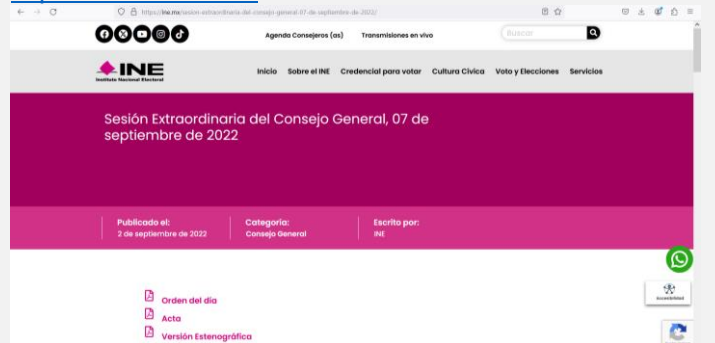 https://ine.mx/sesion-extraordinaria-del-consejo-general-07-de-septiembre-de-2022/
Agenda Consejeros (as) Transmisiones en vivo Buscar
INE
Instituto Nacional Electoral
Inicio Sobre el INE Credencial para votar Cultura Cívica Voto y Elecciones Servicios
Sesión Extraordinaria del Consejo General, 07 de
septiembre de 2022
Publicado el: Categoría: Escrito por:
2 de septiembre de 2022 Consejo General INE
Orden del día
Accesibilidad
Acta
Versión Estenográfica